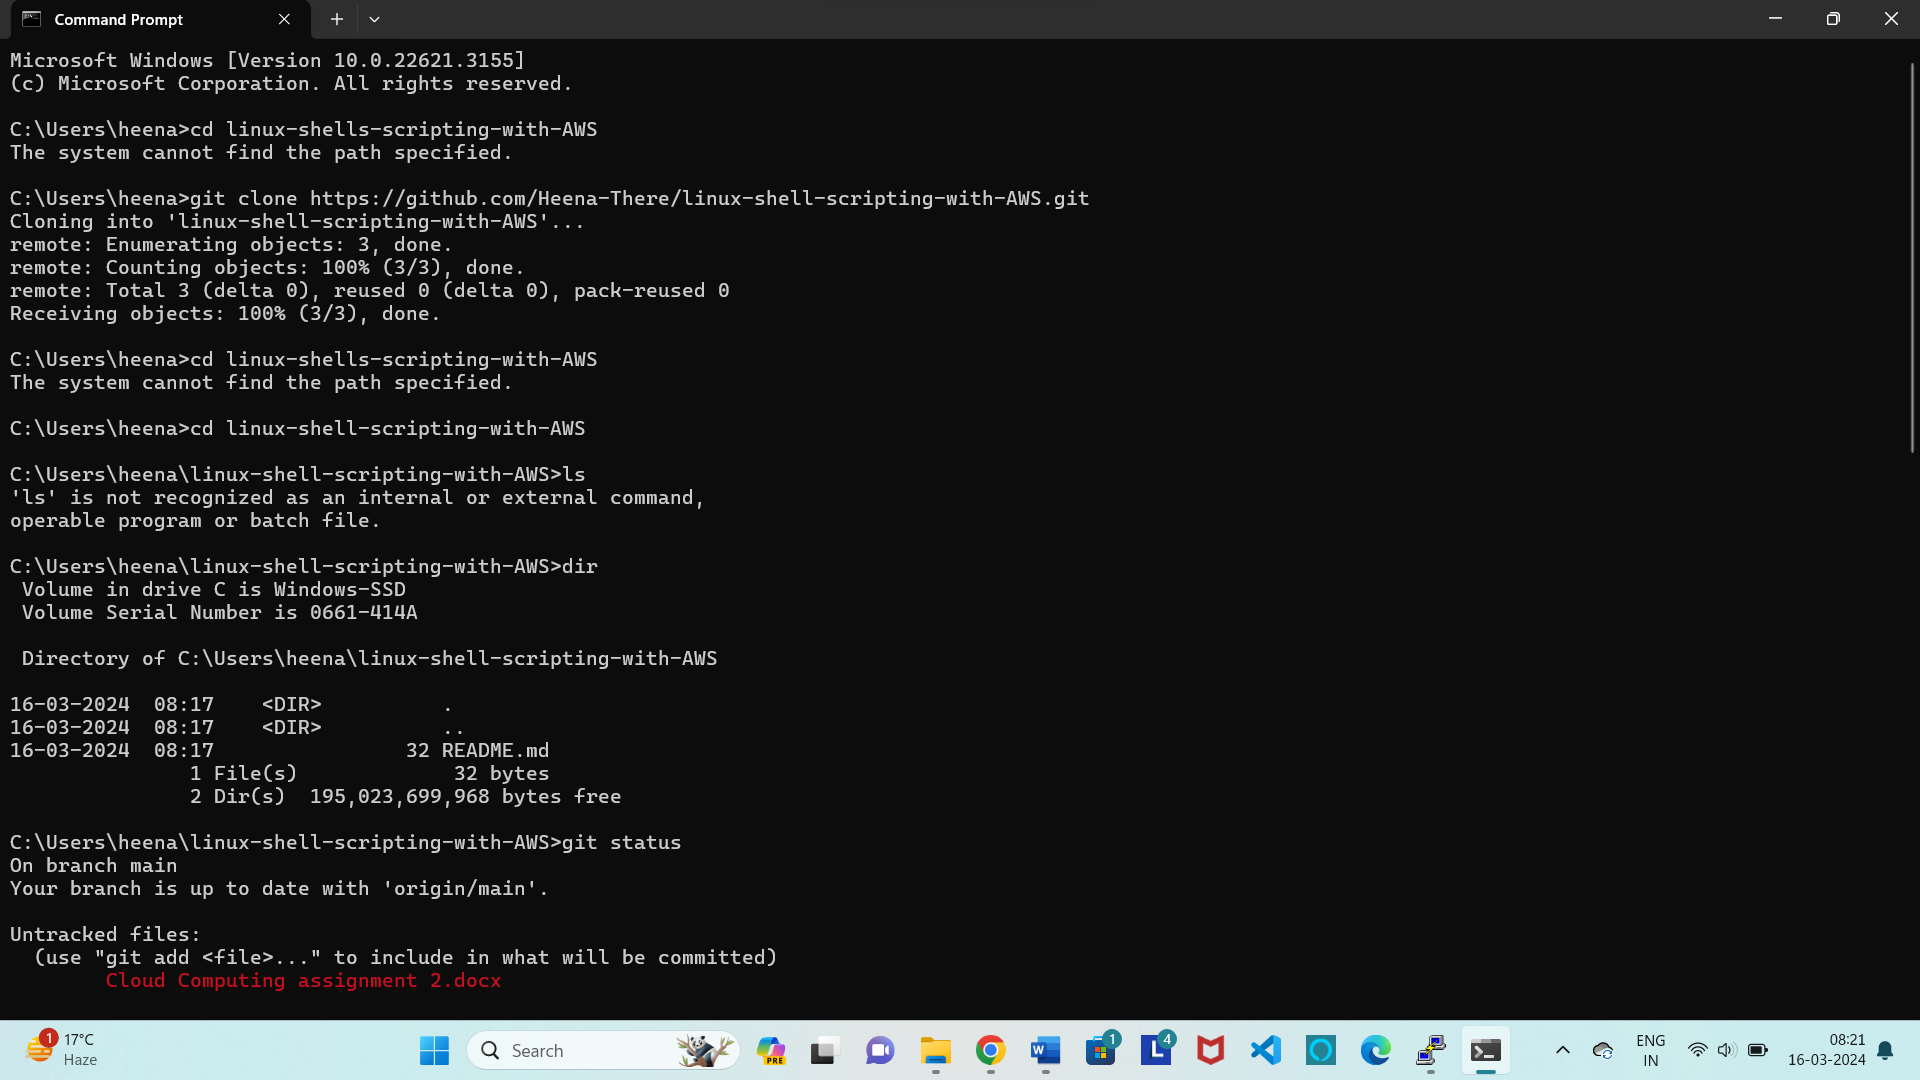 Command Prompt
Microsoft Windows [Version 10.0.22621.3155]
(c) Microsoft Corporation. All rights reserved.
C:\Users\heena>cd linux-shells-scripting-with-AWS
The system cannot find the path specified.
C:\Users\heena>git clone https://github.com/Heena-There/linux-shell-scripting-with-AWS.git
Cloning into 'linux-shell-scripting-with-AWS'...
remote: Enumerating objects: 3, done.
remote: Counting objects: 100% (3/3), done.
remote: Total 3 (delta 0), reused 0 (delta 0), pack-reused 0
Receiving objects: 100% (3/3), done.
C:\Users\heena>cd linux-shells-scripting-with-AWS
The system cannot find the path specified.
C:\Users\heena>cd linux-shell-scripting-with-AWS
C:\Users\heena\linux-shell-scripting-with-AWS>ls
'ls' is not recognized as an internal or external command,
operable program or batch file.
C:\Users\heena\linux-shell-scripting-with-AWS>dir
 Volume in drive C is Windows-SSD
 Volume Serial Number is 0661-414A
 Directory of C:\Users\heena\linux-shell-scripting-with-AWS
16-03-2024  08:17    <DIR>          .
16-03-2024  08:17    <DIR>          ..
16-03-2024  08:17                32 README.md
               1 File(s)             32 bytes
               2 Dir(s)  195,023,699,968 bytes free
C:\Users\heena\linux-shell-scripting-with-AWS>git status
On branch main
Your branch is up to date with 'origin/main'.
Untracked files:
  (use "git add <file>..." to include in what will be committed)
        Cloud Computing assignment 2.docx
1
17°C
Haze
Search
PRE
W
1
L
4
ENG
IN
08:21
16-03-2024